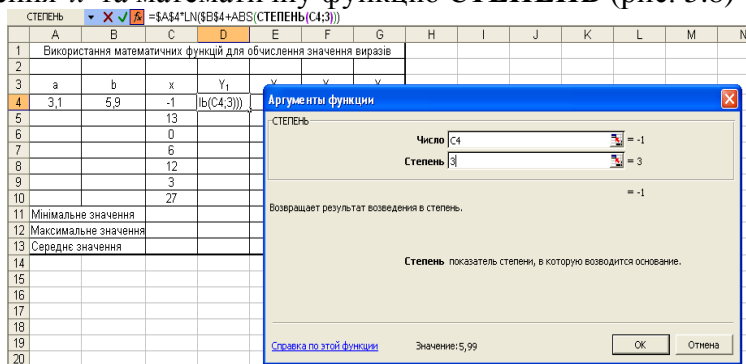 ення x та математичну функцію СТЕПЕНЬ (рис. 3.8)
СТЕПЕНЬ =$A$4*LN($B$4+ABS(СТЕПЕНЬ(C4;3)))
A B C D E F G H I J K L M N
1 Використання математичних функцій для обчислення значення виразів
2
3 a b x Y1
4 3,1 5,9 -1 Ь(C4;3)))
5 13
6 0
7 6
8 12
9 3
10 27
11 Мінімальне значення
12 Максимальне значення
13 Середнє значення
14
15
16
17
18
19
20
Аргументы функции
СТЕПЕНЬ
Число C4 = -1
Степень 3 = 3
= -1
Возвращает результат возведения в степень.
Степень показатель степени, в которую возводится основание.
Справка по этой функции Значение:5,99 OK Отмена